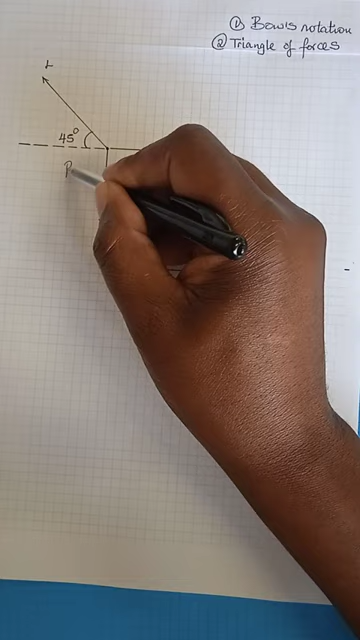 ① Bow's notation
② Triangle of forces
L
45°
P